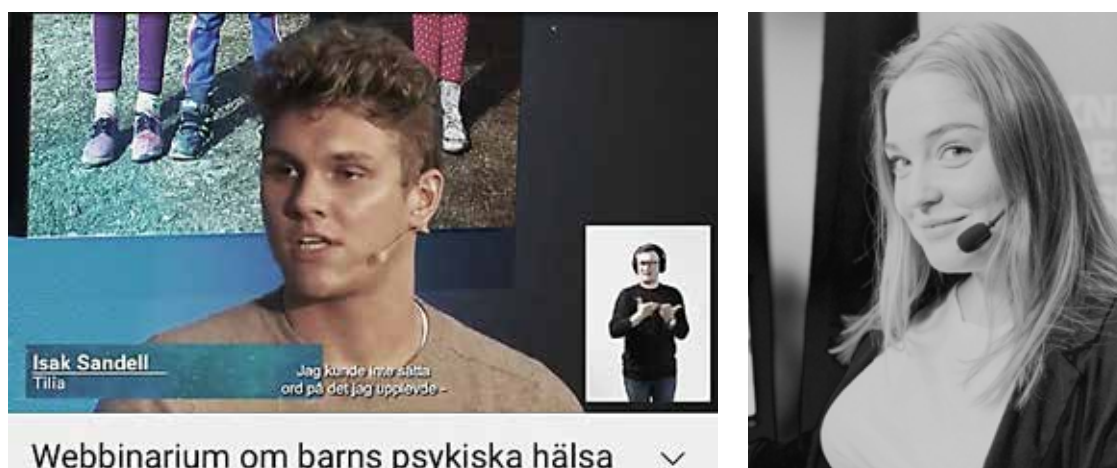 Isak Sandell
Tilia
Jag kunde inte sätta
ord på det jag upplevde -
Webbinarium om barns psykiska hälsa